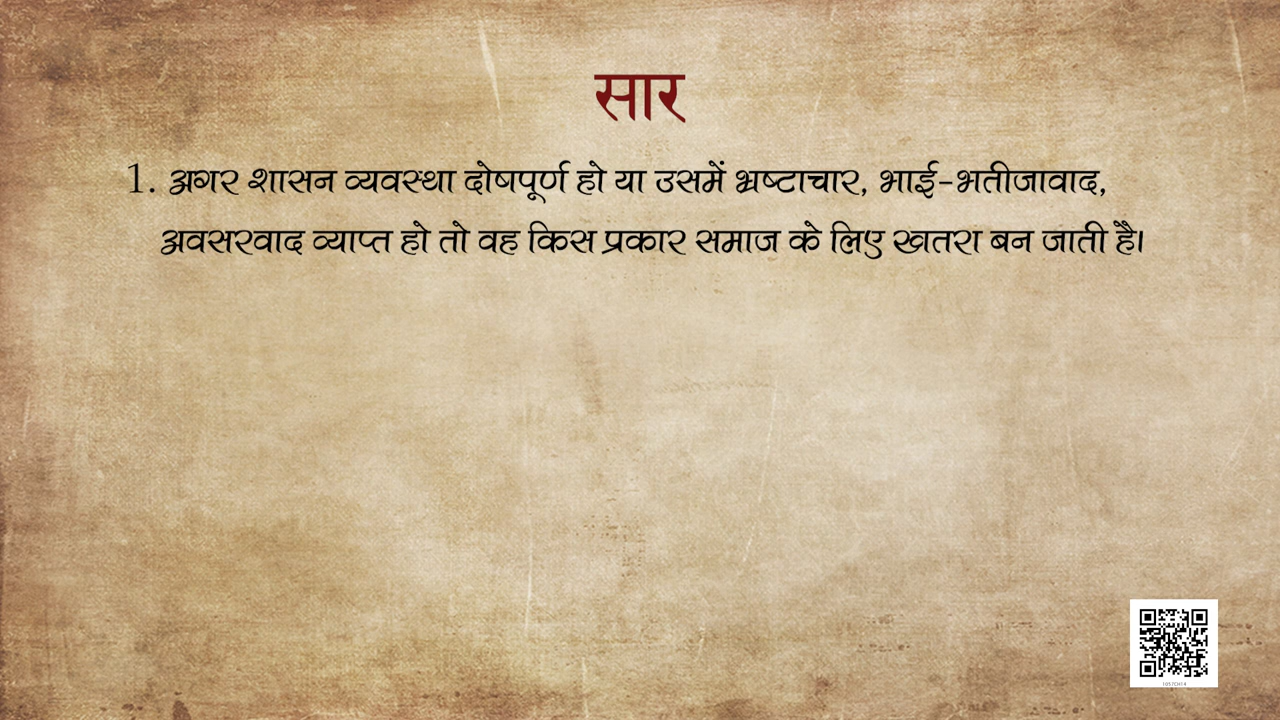 सार
1. अगर शासन व्यवस्था दोषपूर्ण हो या उसमें भ्रष्टाचार, भाई-भतीजावाद,
अवसरवाद व्याप्त हो तो वह किस प्रकार समाज के लिए खतरा बन जाती है।